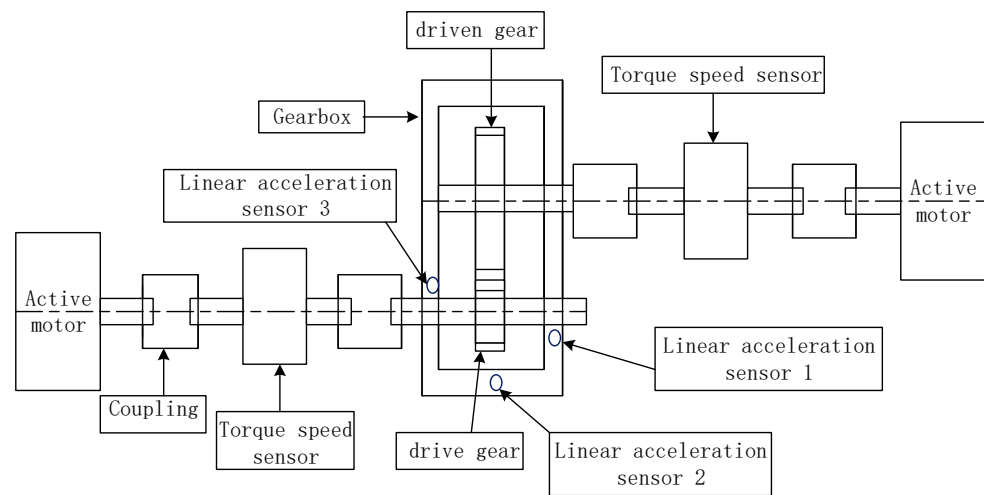 driven gear
Torque speed sensor
Gearbox
Linear acceleration
sensor 3
Active
motor
Active
motor
Linear acceleration
sensor 1
Coupling
Torque speed
sensor
drive gear
Linear acceleration
sensor 2